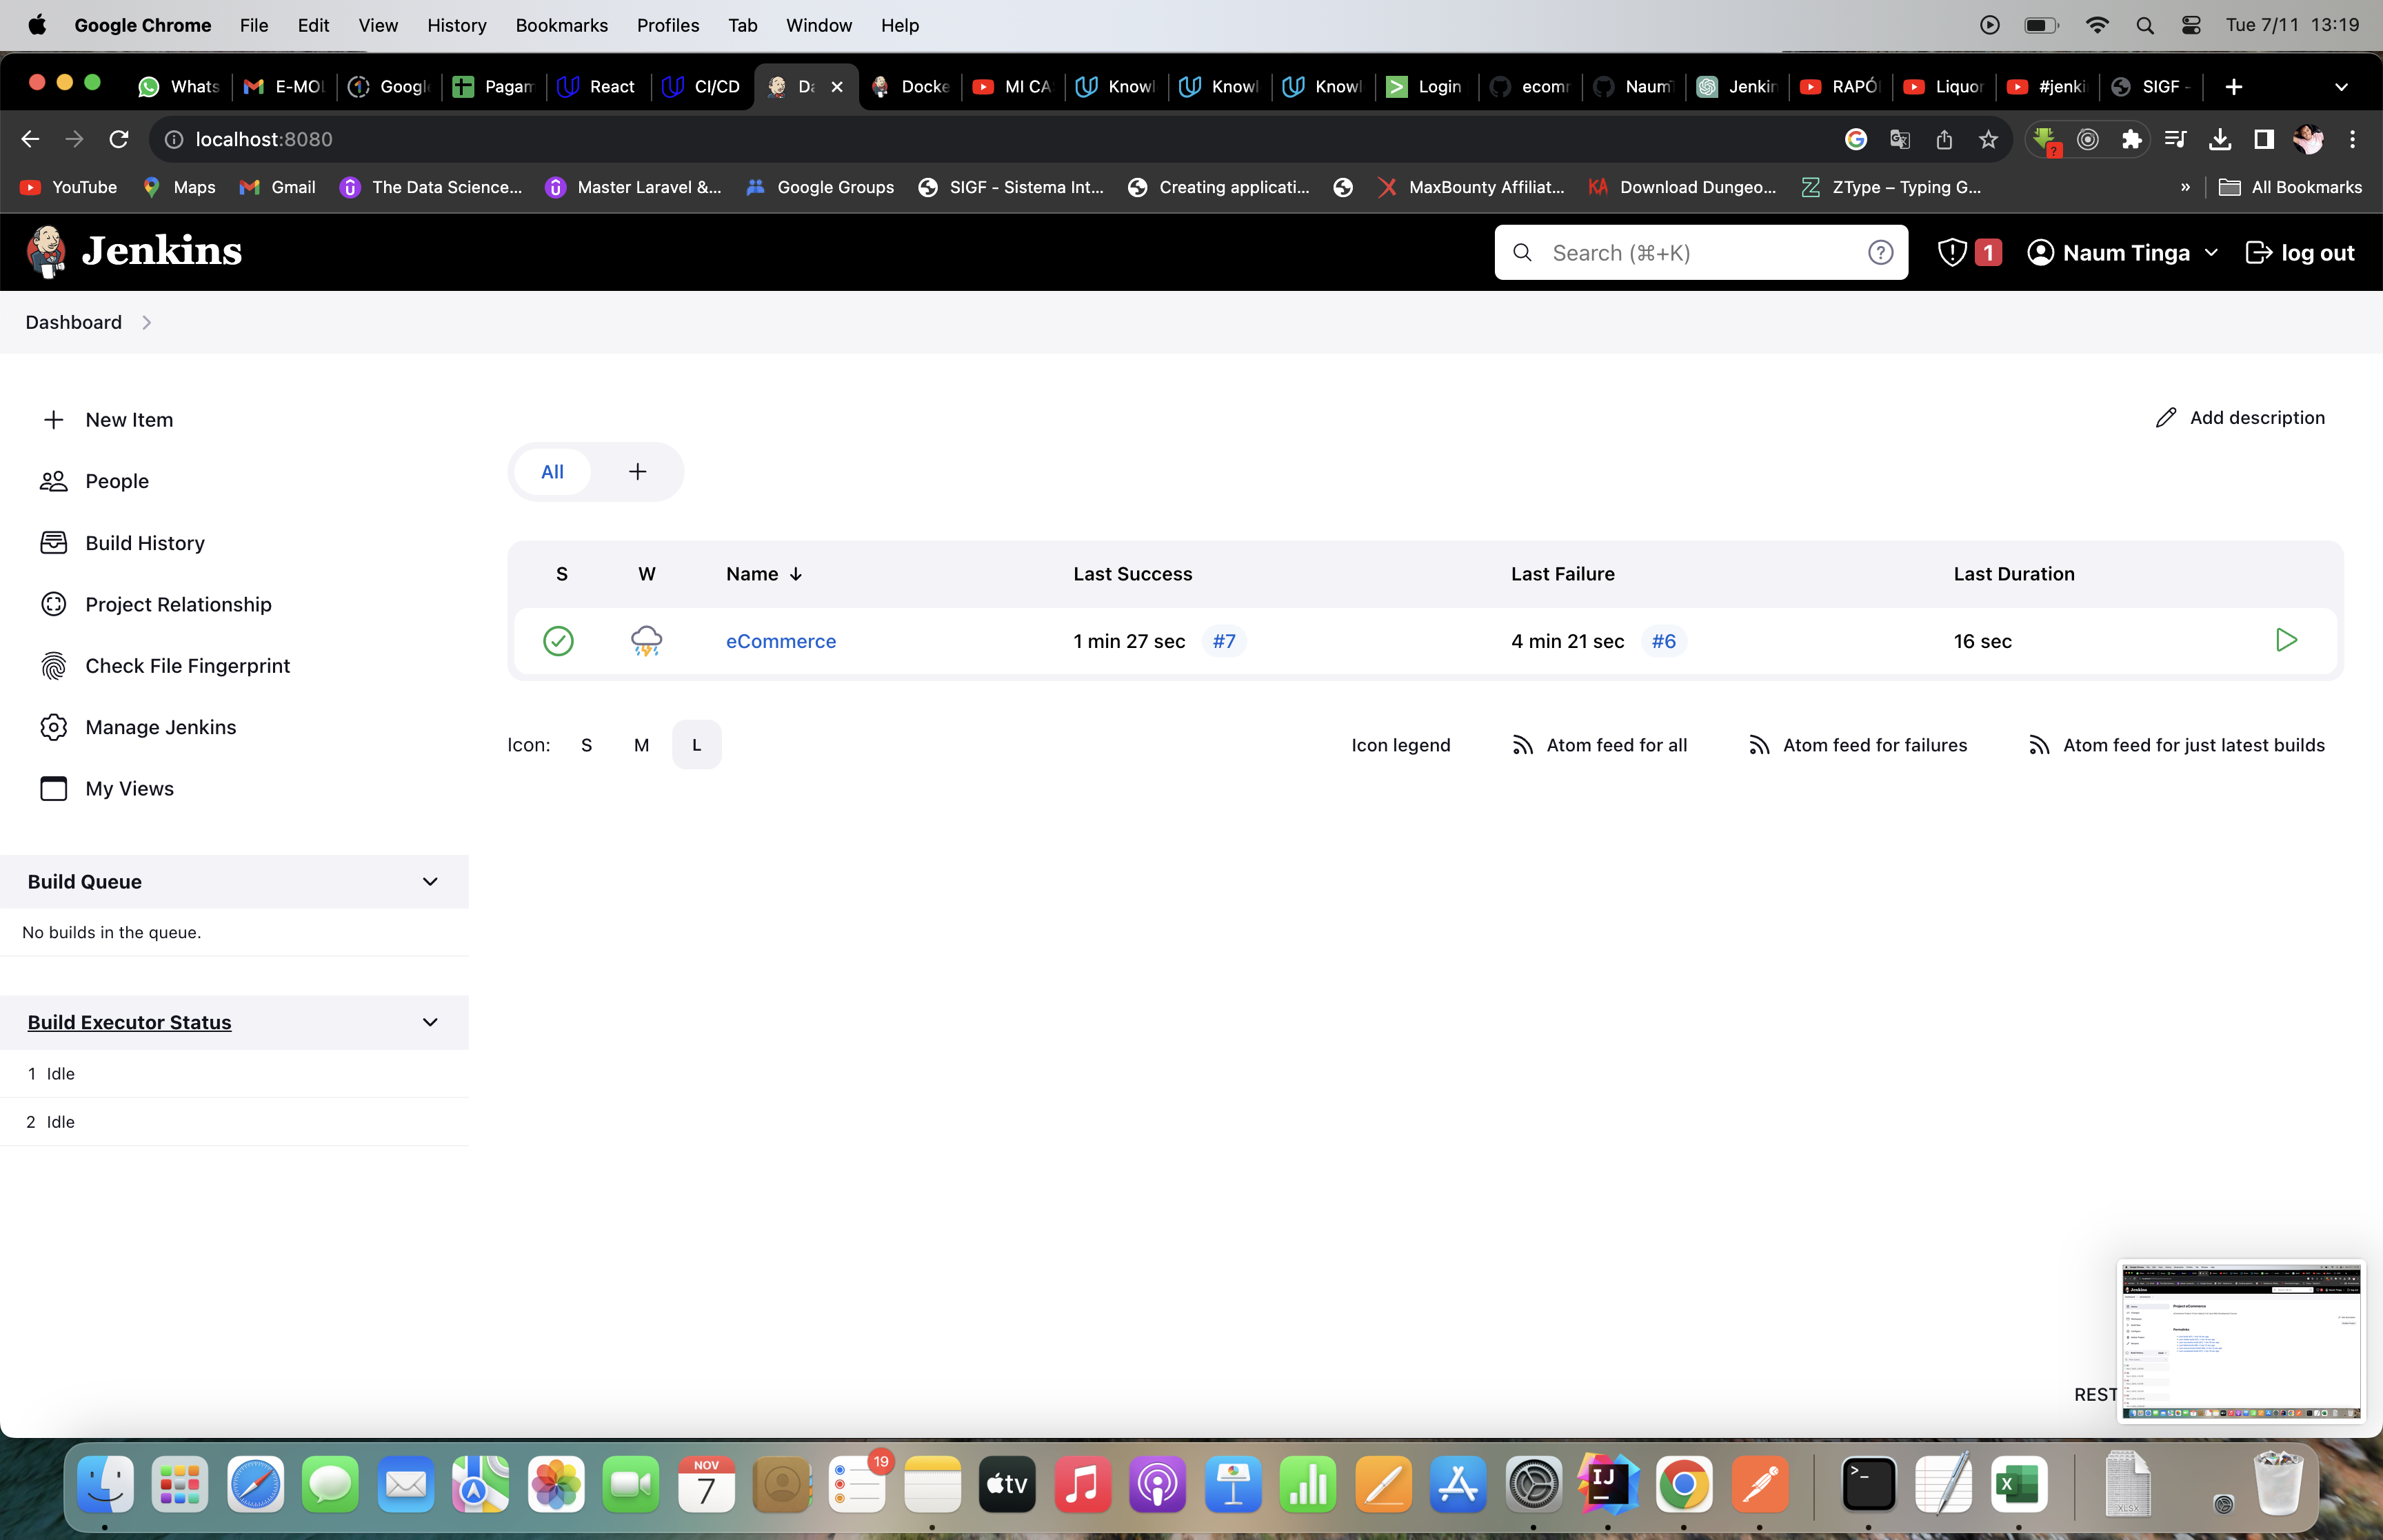 Google Chrome File Edit View History Bookmarks Profiles Tab Window Help Tue 7/11 13:19
Whats E-MOL Googl Pagam React CI/CD Da Docke MI CA Knowl Knowl Knowl Login ecomm NaumT Jenkin Liquor #jenki SIGF -
localhost:8080
YouTube Maps Gmail The Data Science... Master Laravel &... Google Groups SIGF - Sistema Int... Creating applicati... MaxBounty Affiliat... Download Dungeo... ZType – Typing G... » All Bookmarks
Jenkins Search (⌘+K) 1 Naum Tinga log out
Dashboard
New Item
Add description
People
All +
Build History
Project Relationship
Check File Fingerprint
Manage Jenkins
My Views
S W Name ↓ Last Success Last Failure Last Duration
eCommerce 1 min 27 sec #7 4 min 21 sec #6 16 sec
Icon: S M L Icon legend Atom feed for all Atom feed for failures Atom feed for just latest builds
Build Queue
No builds in the queue.
Build Executor Status
1 Idle
2 Idle
REST
NOV
7
19
tv
IJ
XLSX